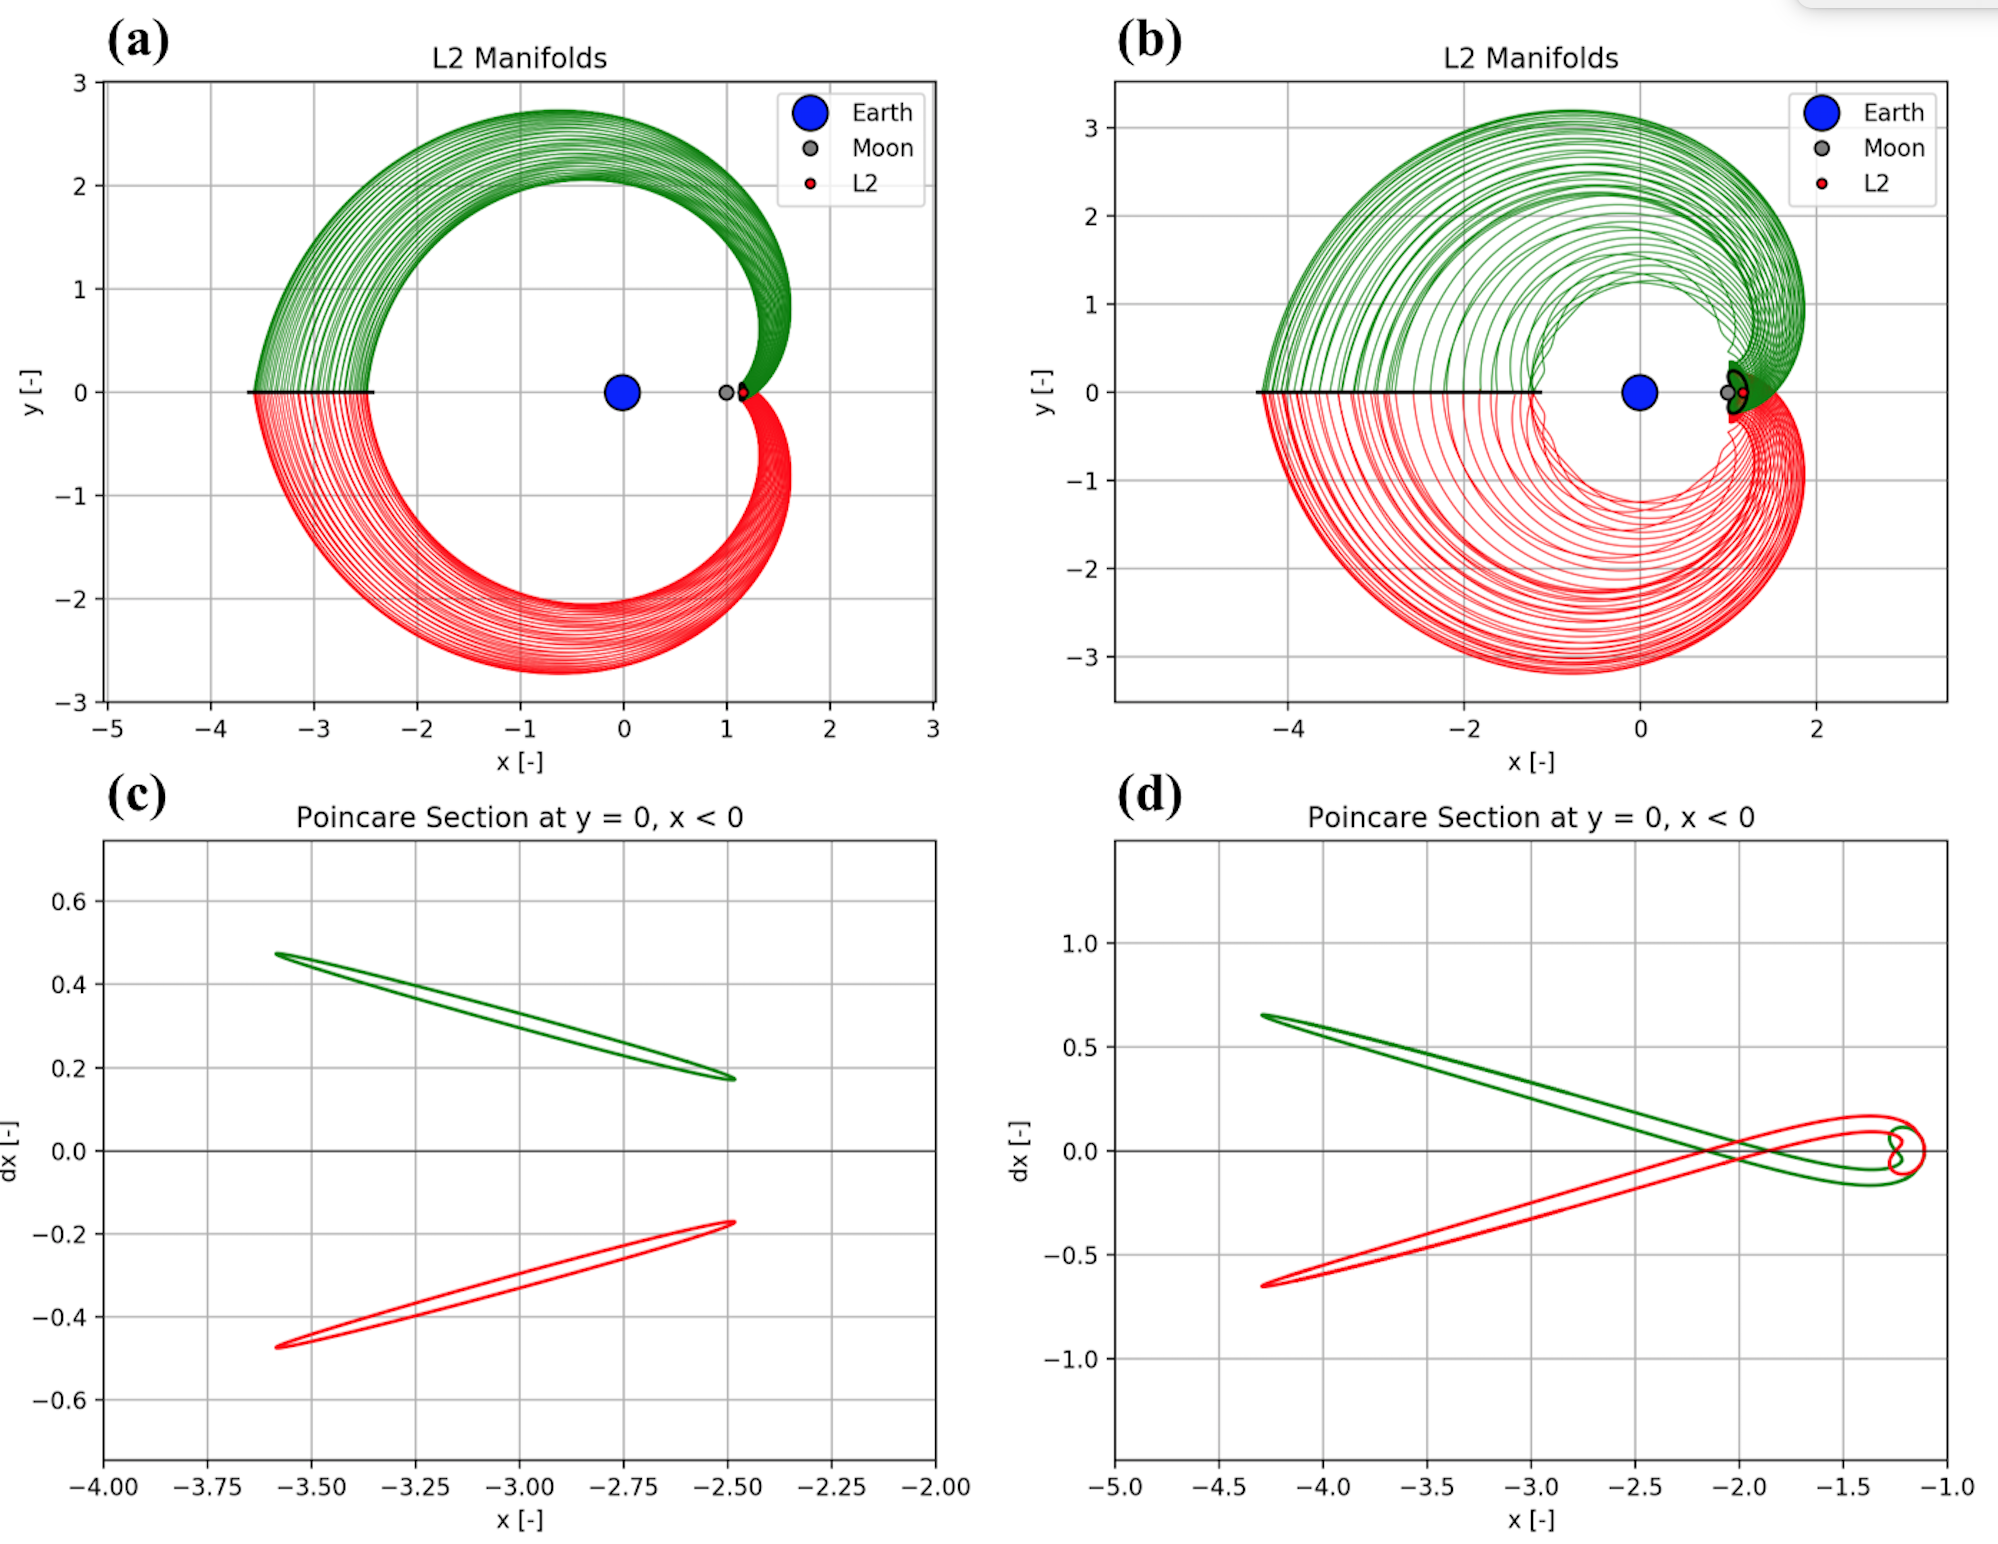 (a)
L2 Manifolds
Earth
Moon
L2
3
2
1
0
−1
−2
−3
y [-]
−5 −4 −3 −2 −1 0 1 2 3
x [-]
(b)
L2 Manifolds
Earth
Moon
L2
3
2
1
0
−1
−2
−3
y [-]
−4 −2 0 2
x [-]
(c)
Poincare Section at y = 0, x < 0
0.6
0.4
0.2
0.0
−0.2
−0.4
−0.6
dx [-]
−4.00 −3.75 −3.50 −3.25 −3.00 −2.75 −2.50 −2.25 −2.00
x [-]
(d)
Poincare Section at y = 0, x < 0
1.0
0.5
0.0
−0.5
−1.0
dx [-]
−5.0 −4.5 −4.0 −3.5 −3.0 −2.5 −2.0 −1.5 −1.0
x [-]